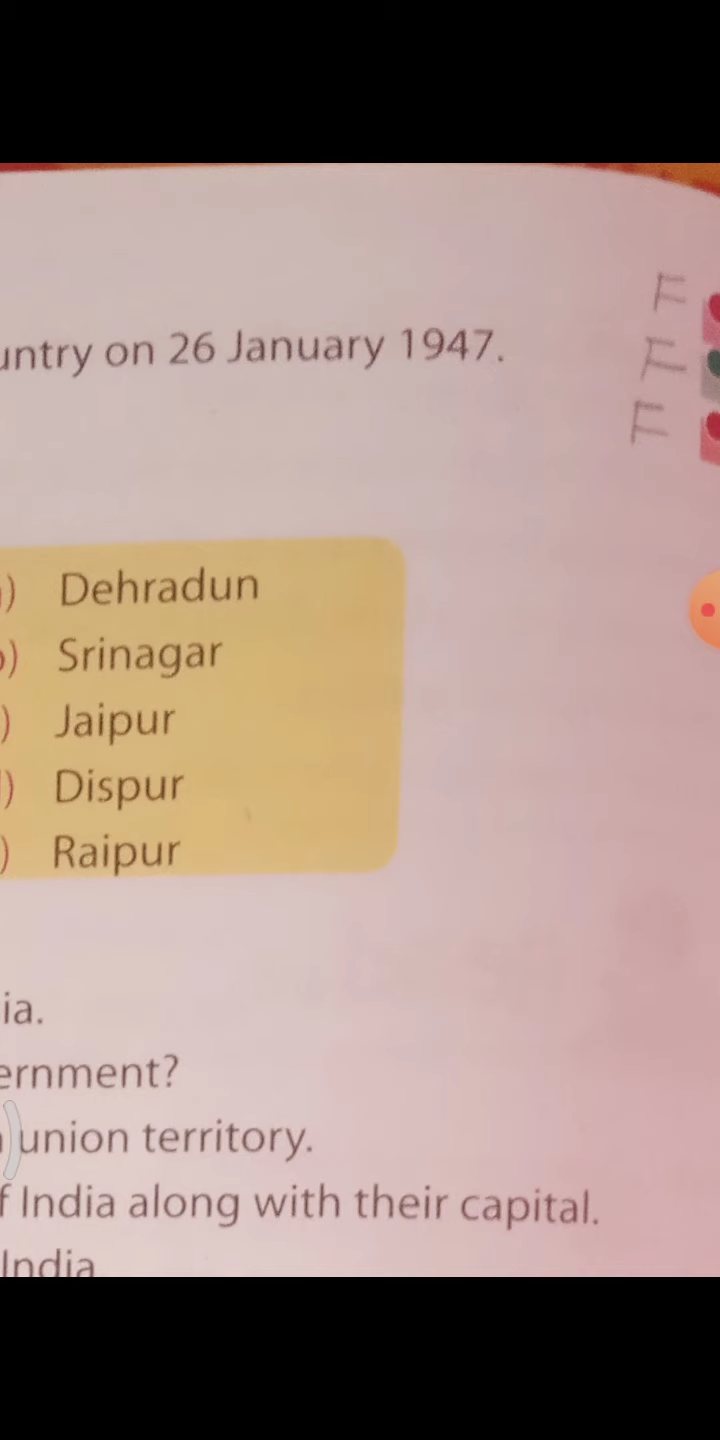 F
untry on 26 January 1947.
F
F
) Dehradun
) Srinagar
) Jaipur
) Dispur
) Raipur
ia.
ernment?
union territory.
f India along with their capital.
India